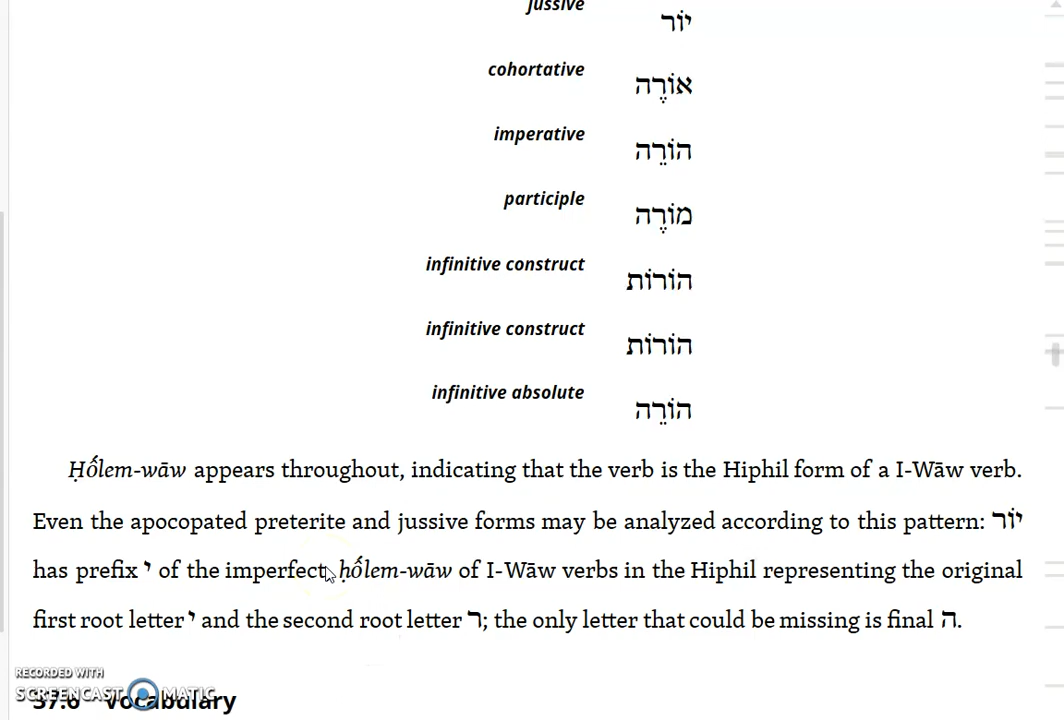 jussive יוֹר
cohortative אוֹרֶה
imperative הוֹרֵה
participle מוֹרֶה
infinitive construct הוֹרוֹת
infinitive construct הוֹרוֹת
infinitive absolute הוֹרֵה
Ḥṓlem-wāw appears throughout, indicating that the verb is the Hiphil form of a I-Wāw verb.
Even the apocopated preterite and jussive forms may be analyzed according to this pattern: יוֹר
has prefix י of the imperfect ḥṓlem-wāw of I-Wāw verbs in the Hiphil representing the original
first root letter י and the second root letter ר; the only letter that could be missing is final ה.
RECORDED WITH
SCREENCAST MATIC
37.6 Vocabulary